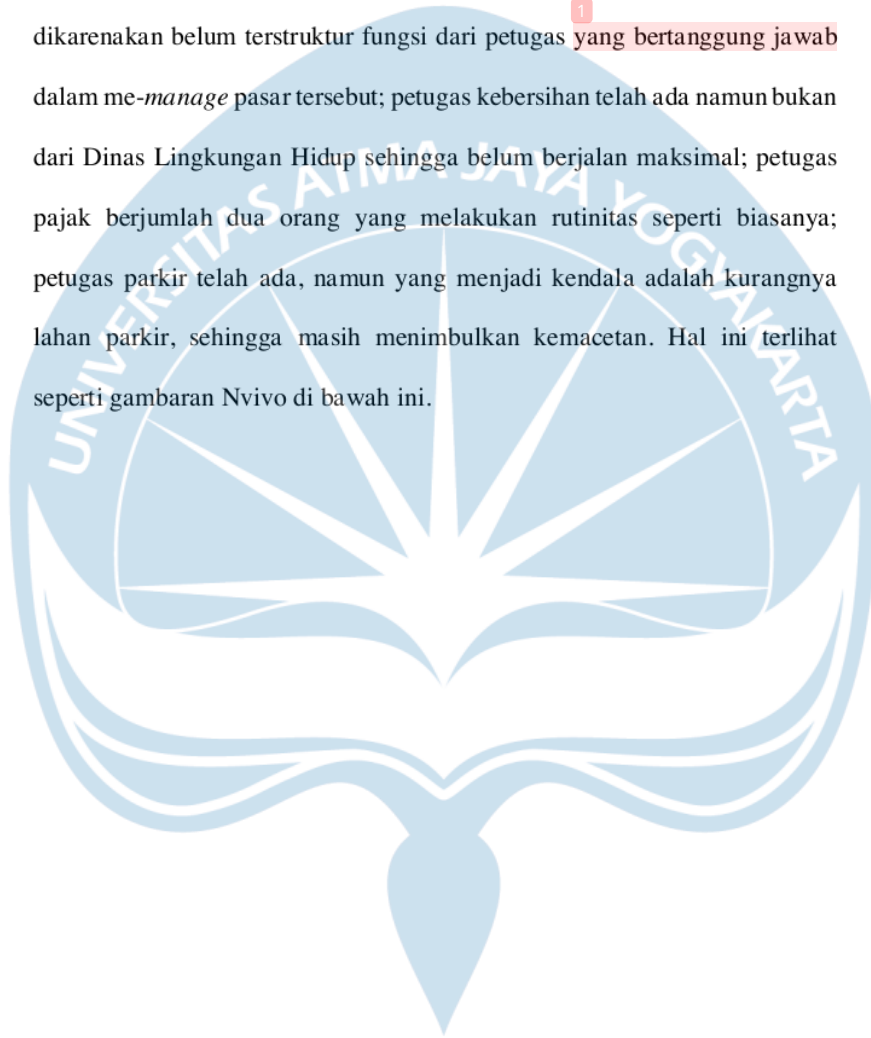 1
dikarenakan belum terstruktur fungsi dari petugas yang bertanggung jawab
dalam me-manage pasar tersebut; petugas kebersihan telah ada namun bukan
dari Dinas Lingkungan Hidup sehingga belum berjalan maksimal; petugas
pajak berjumlah dua orang yang melakukan rutinitas seperti biasanya;
petugas parkir telah ada, namun yang menjadi kendala adalah kurangnya
lahan parkir, sehingga masih menimbulkan kemacetan. Hal ini terlihat
seperti gambaran Nvivo di bawah ini.
UNIVERSITAS ATMA JAYA YOGYAKARTA